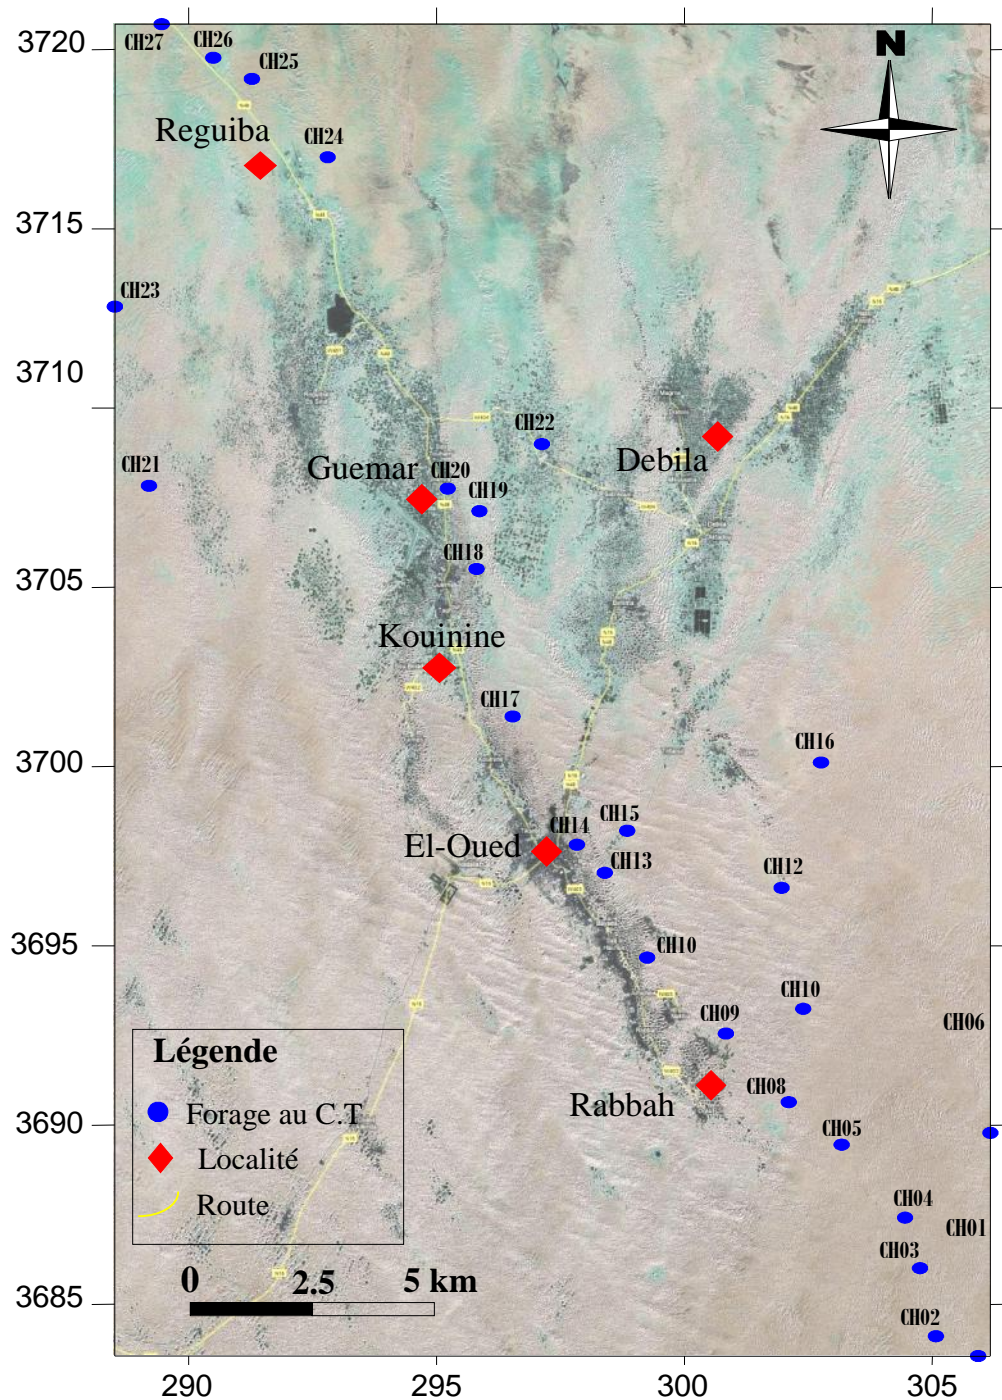 3720
CH27
CH26
CH25
N
Reguiba
CH24
3715
CH23
3710
CH22
CH21
Guemar
CH20
CH19
Debila
CH18
3705
Kouinine
CH17
CH16
3700
El-Oued
CH14
CH15
CH13
CH12
3695
CH10
CH10
CH09
CH06
Légende
Forage au C.T
Localité
Route
Rabbah
CH08
CH05
3690
CH04
CH01
CH03
0 2.5 5 km
3685
CH02
290 295 300 305